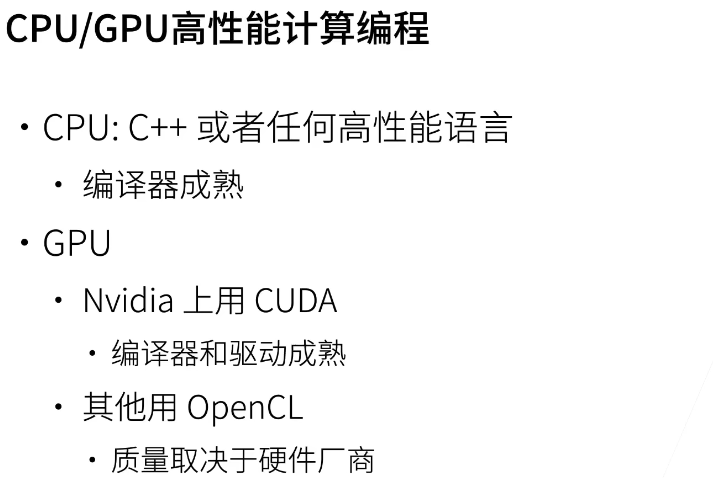 CPU/GPU高性能计算编程
• CPU: C++ 或者任何高性能语言
• 编译器成熟
• GPU
• Nvidia 上用 CUDA
• 编译器和驱动成熟
• 其他用 OpenCL
• 质量取决于硬件厂商